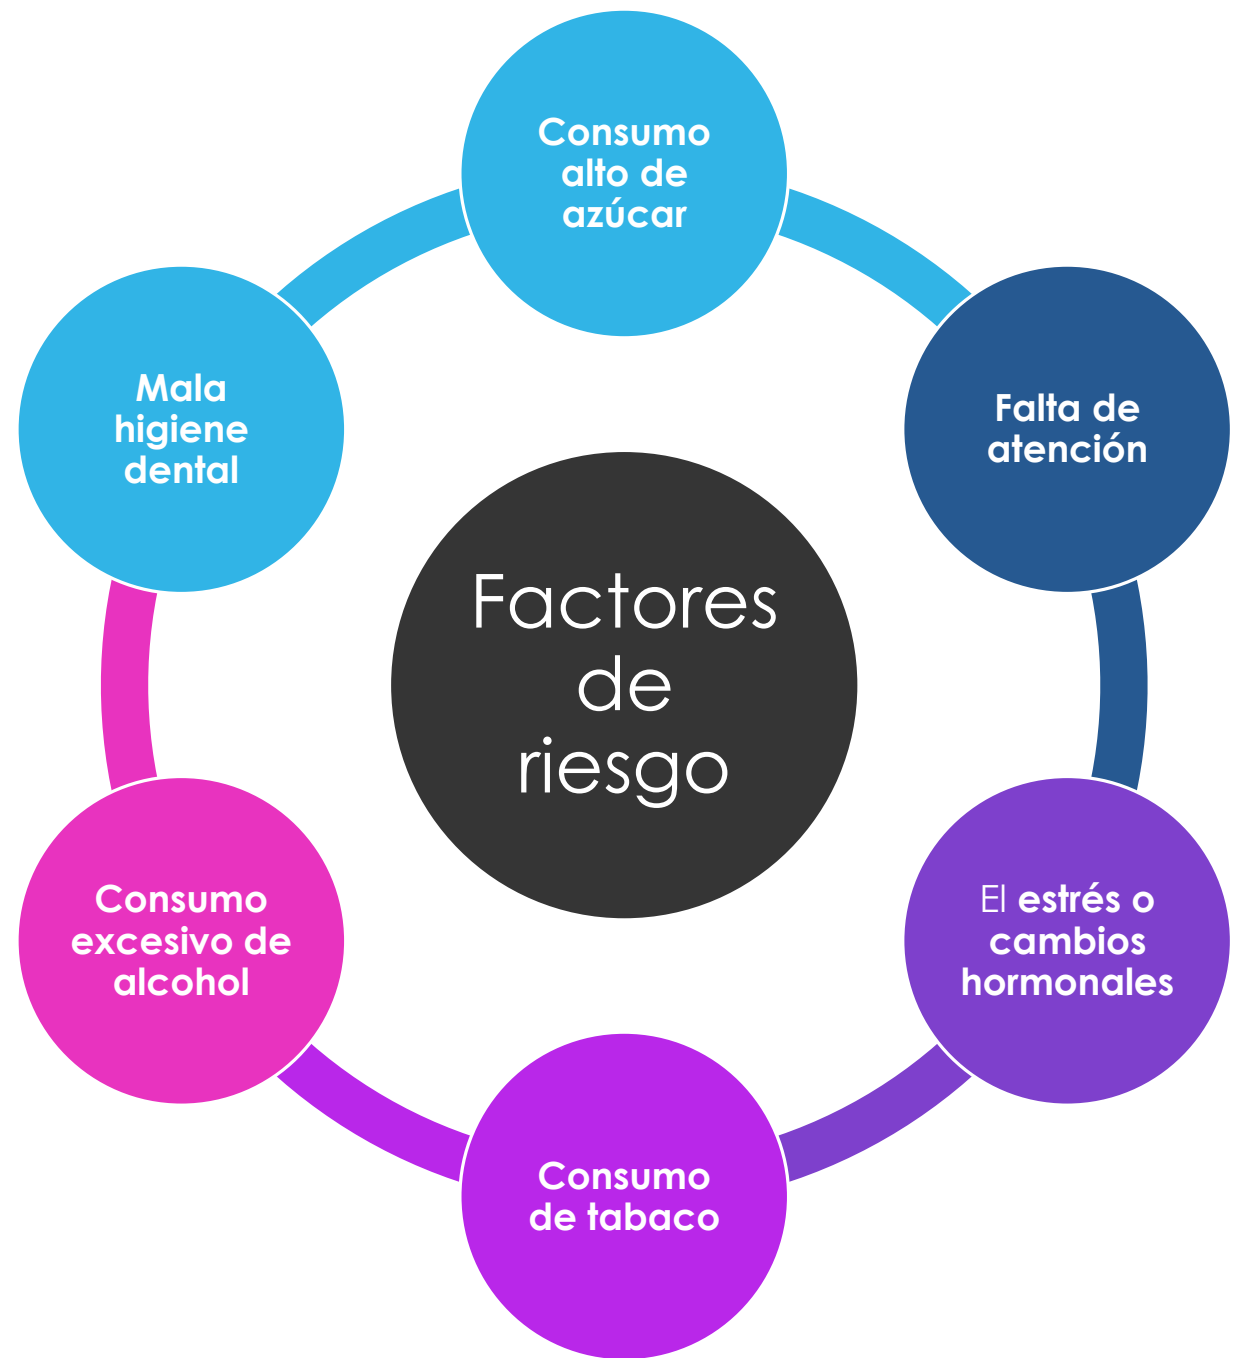 Consumo
alto de
azúcar
Falta de
atención
El estrés o
cambios
hormonales
Consumo
de tabaco
Consumo
excesivo de
alcohol
Mala
higiene
dental
Factores
de
riesgo